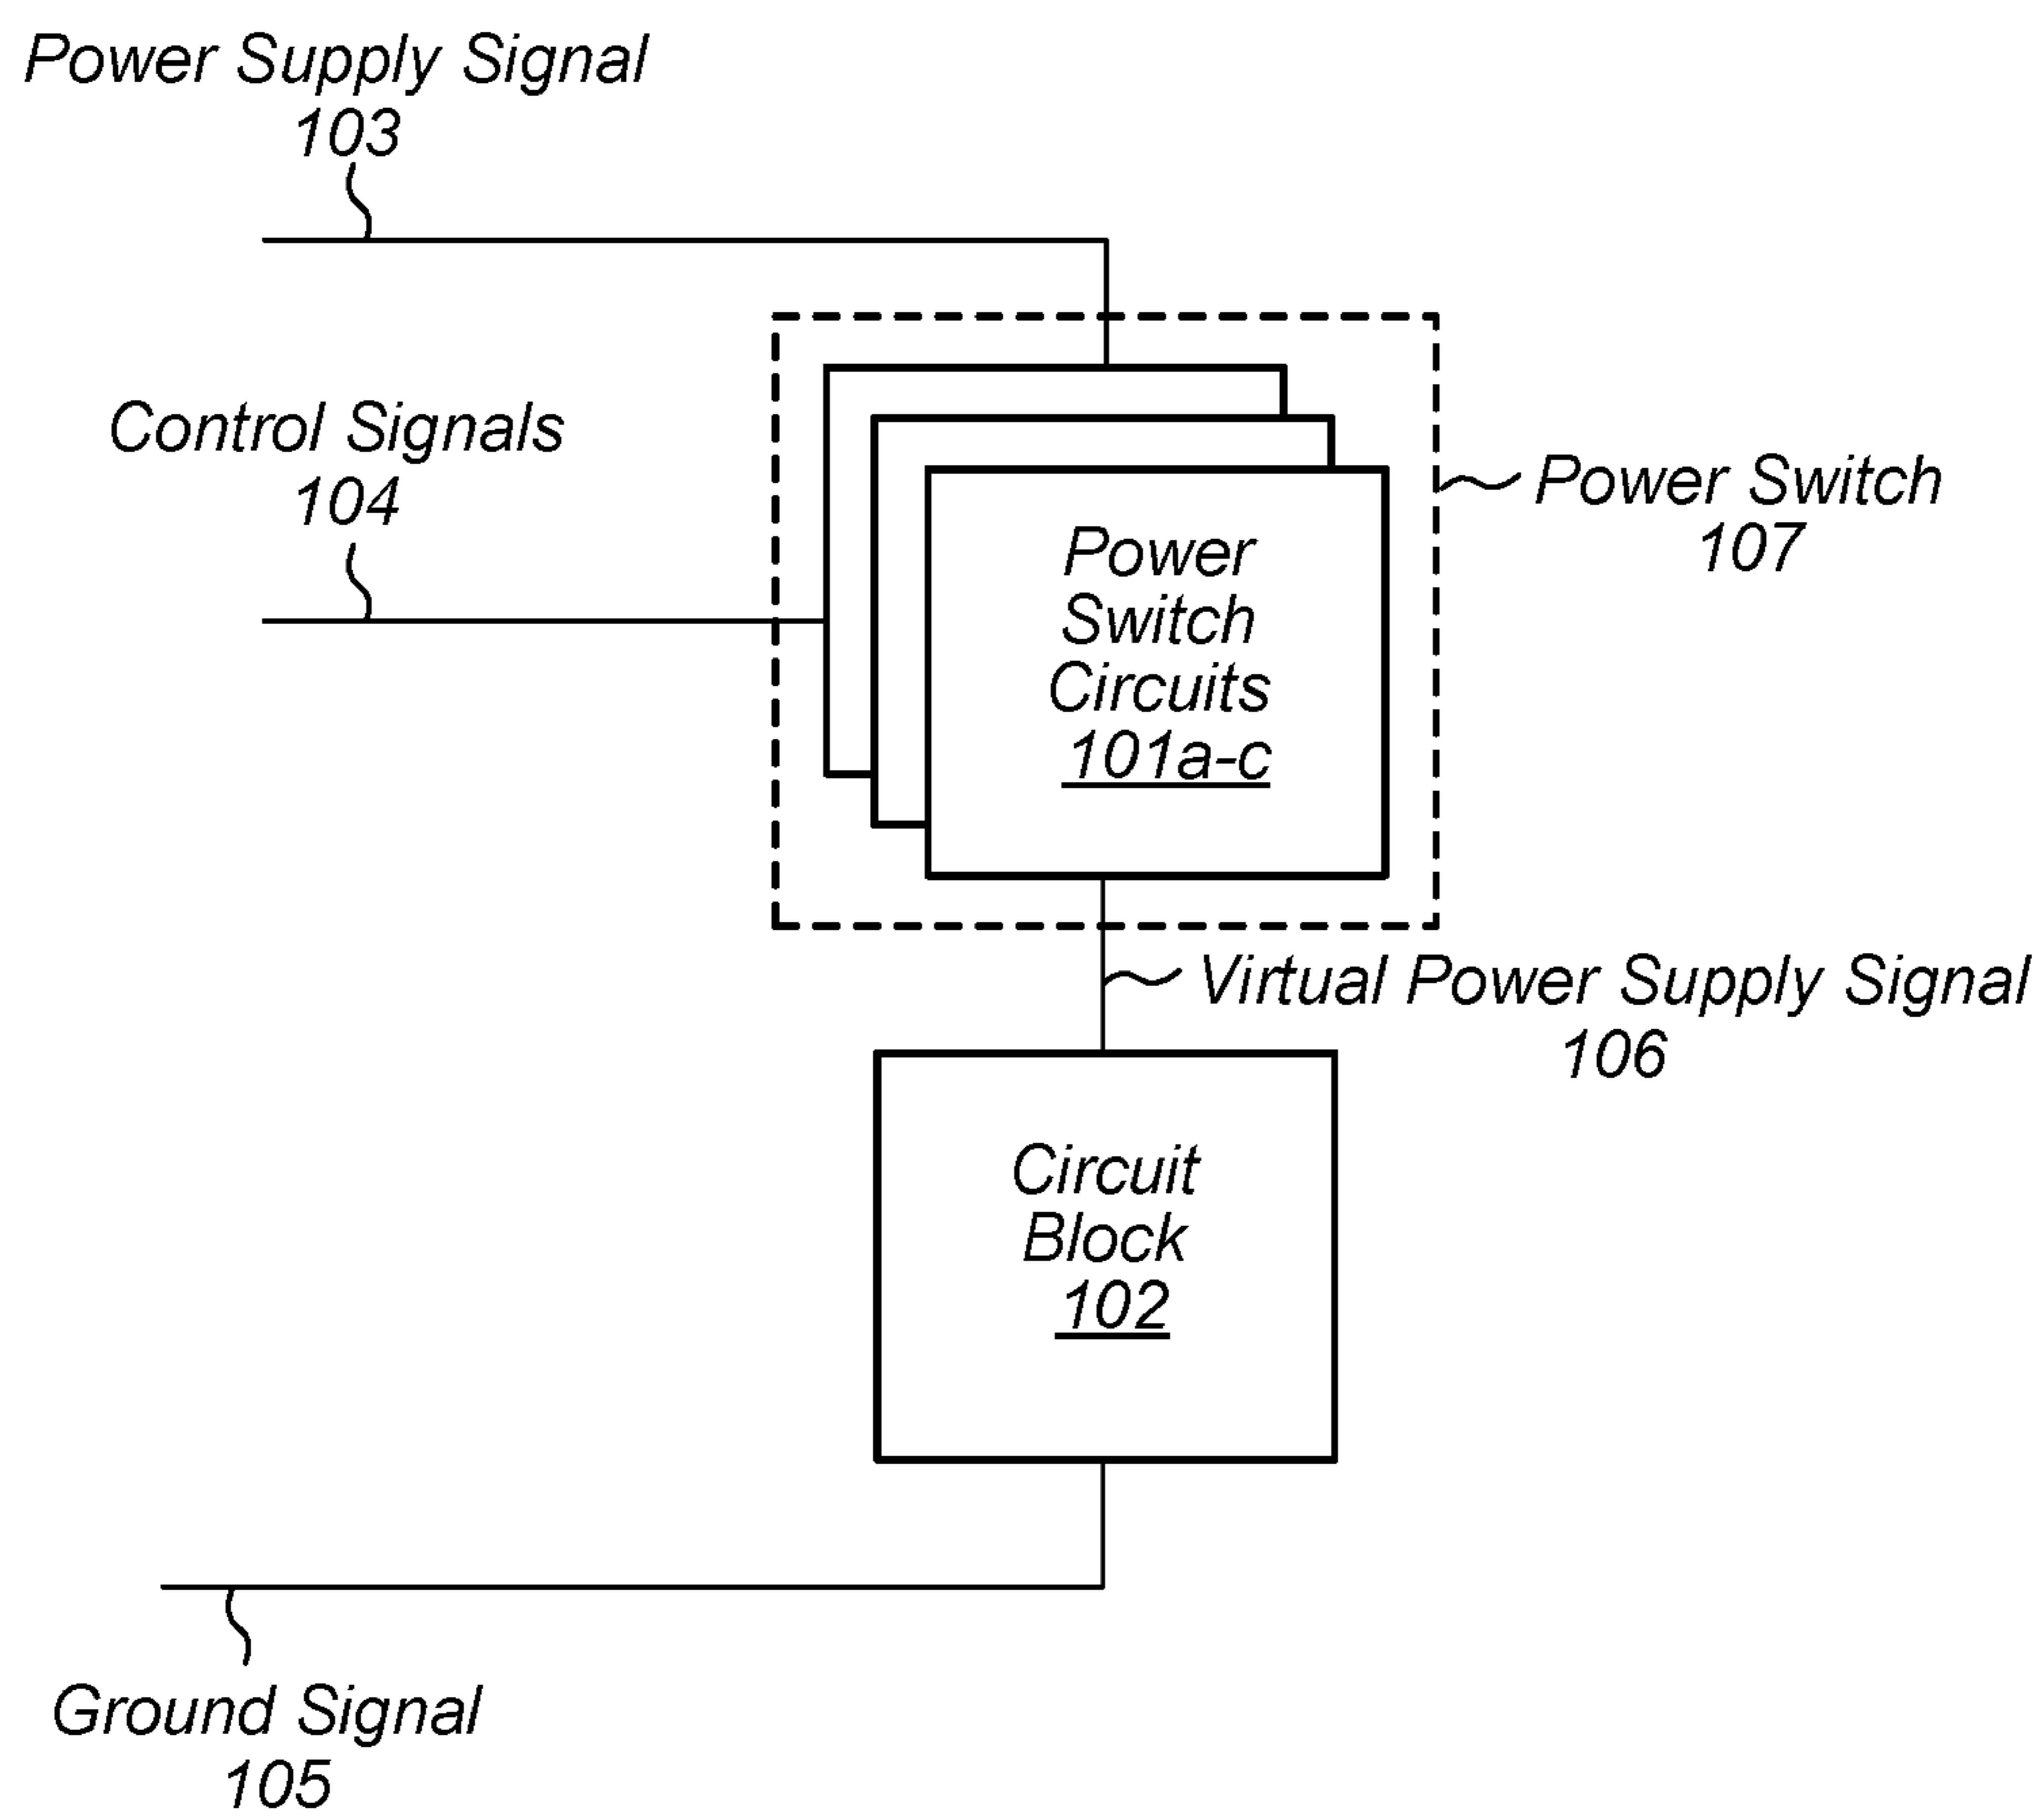 Power Supply Signal
103
Control Signals
104
Power Switch
107
Power
Switch
Circuits
101a-c
Virtual Power Supply Signal
106
Circuit
Block
102
Ground Signal
105